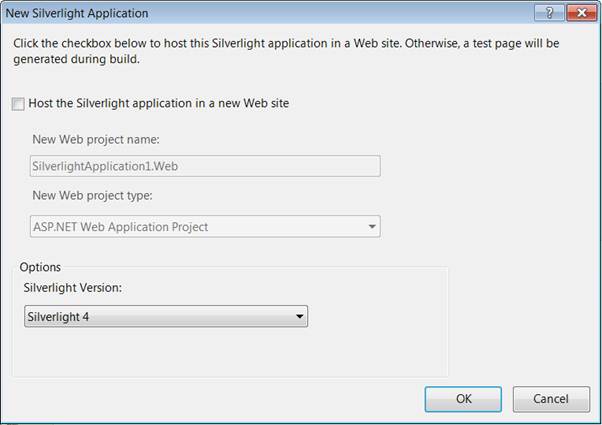 New Silverlight Application
?
Click the checkbox below to host this Silverlight application in a Web site. Otherwise, a test page will be
generated during build.
Host the Silverlight application in a new Web site
New Web project name:
SilverlightApplication1.Web
New Web project type:
ASP.NET Web Application Project
Options
Silverlight Version:
Silverlight 4
OK Cancel